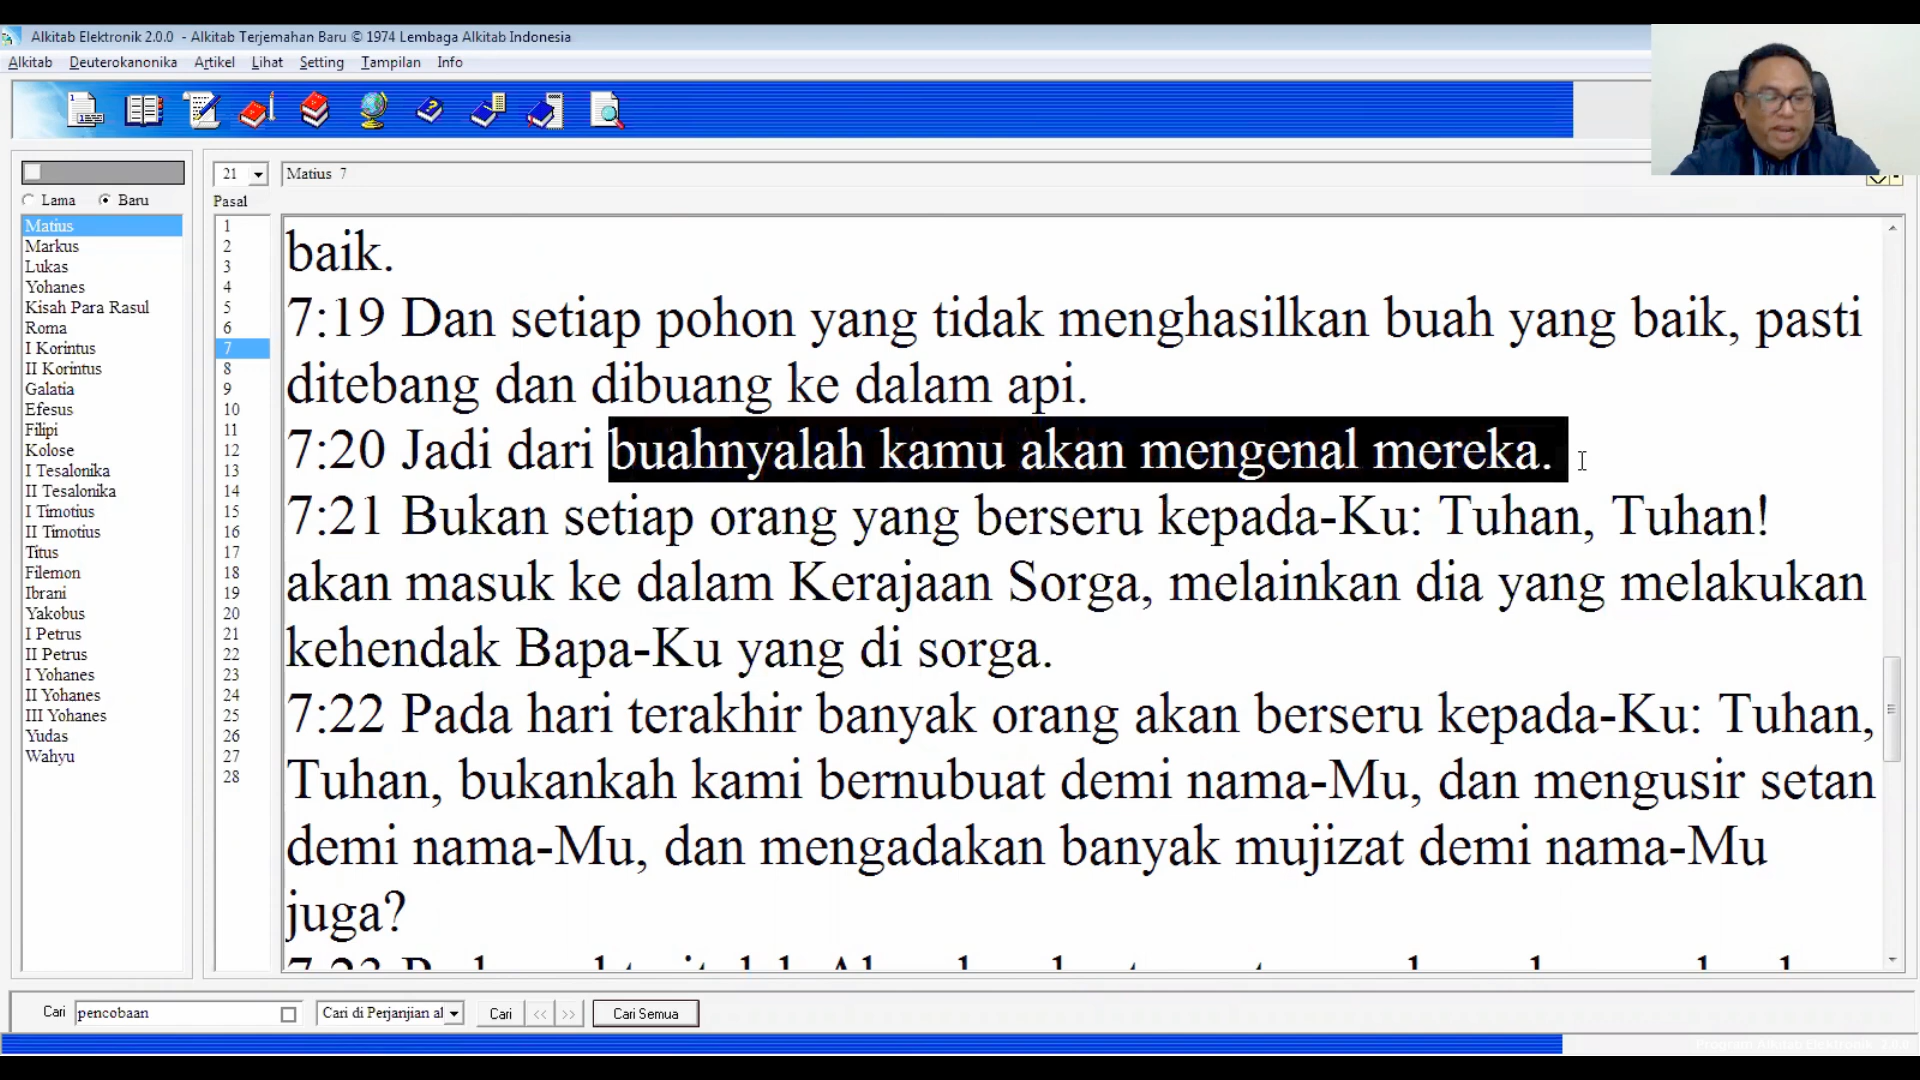 Alkitab Elektronik 2.0.0 - Alkitab Terjemahan Baru © 1974 Lembaga Alkitab Indonesia
Alkitab Deuterokanonika Artikel Lihat Setting Tampilan Info
21 Matius 7
Lama Baru Pasal
Matius
Markus
Lukas
Yohanes
Kisah Para Rasul
Roma
I Korintus
II Korintus
Galatia
Efesus
Filipi
Kolose
I Tesalonika
II Tesalonika
I Timotius
II Timotius
Titus
Filemon
Ibrani
Yakobus
I Petrus
II Petrus
I Yohanes
II Yohanes
III Yohanes
Yudas
Wahyu
1
2
3
4
5
6
7
8
9
10
11
12
13
14
15
16
17
18
19
20
21
22
23
24
25
26
27
28
baik.
7:19 Dan setiap pohon yang tidak menghasilkan buah yang baik, pasti
ditebang dan dibuang ke dalam api.
7:20 Jadi dari buahnyalah kamu akan mengenal mereka.
7:21 Bukan setiap orang yang berseru kepada-Ku: Tuhan, Tuhan!
akan masuk ke dalam Kerajaan Sorga, melainkan dia yang melakukan
kehendak Bapa-Ku yang di sorga.
7:22 Pada hari terakhir banyak orang akan berseru kepada-Ku: Tuhan,
Tuhan, bukankah kami bernubuat demi nama-Mu, dan mengusir setan
demi nama-Mu, dan mengadakan banyak mujizat demi nama-Mu
juga?
Cari pencobaan Cari di Perjanjian al Cari << >> Cari Semua
Program Alkitab Elektronik 2.0.0